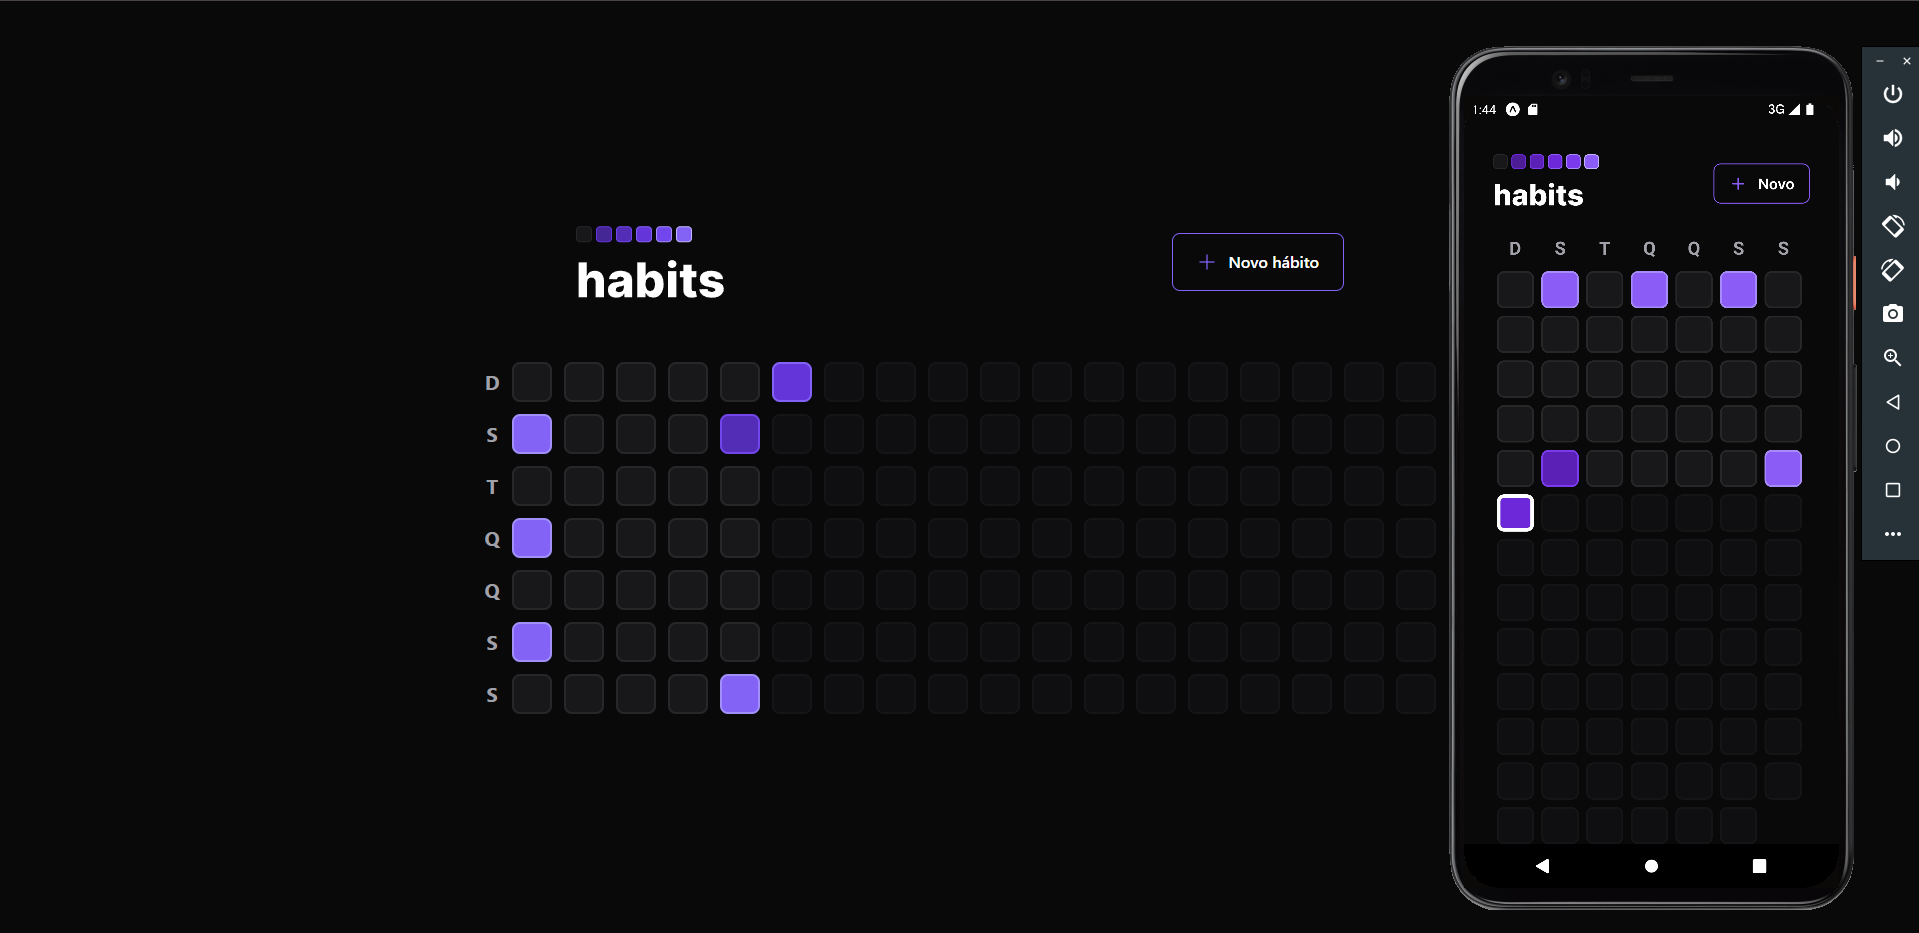 habits
Novo hábito
D
S
T
Q
Q
S
S
1:44
3G
habits
Novo
D S T Q Q S S